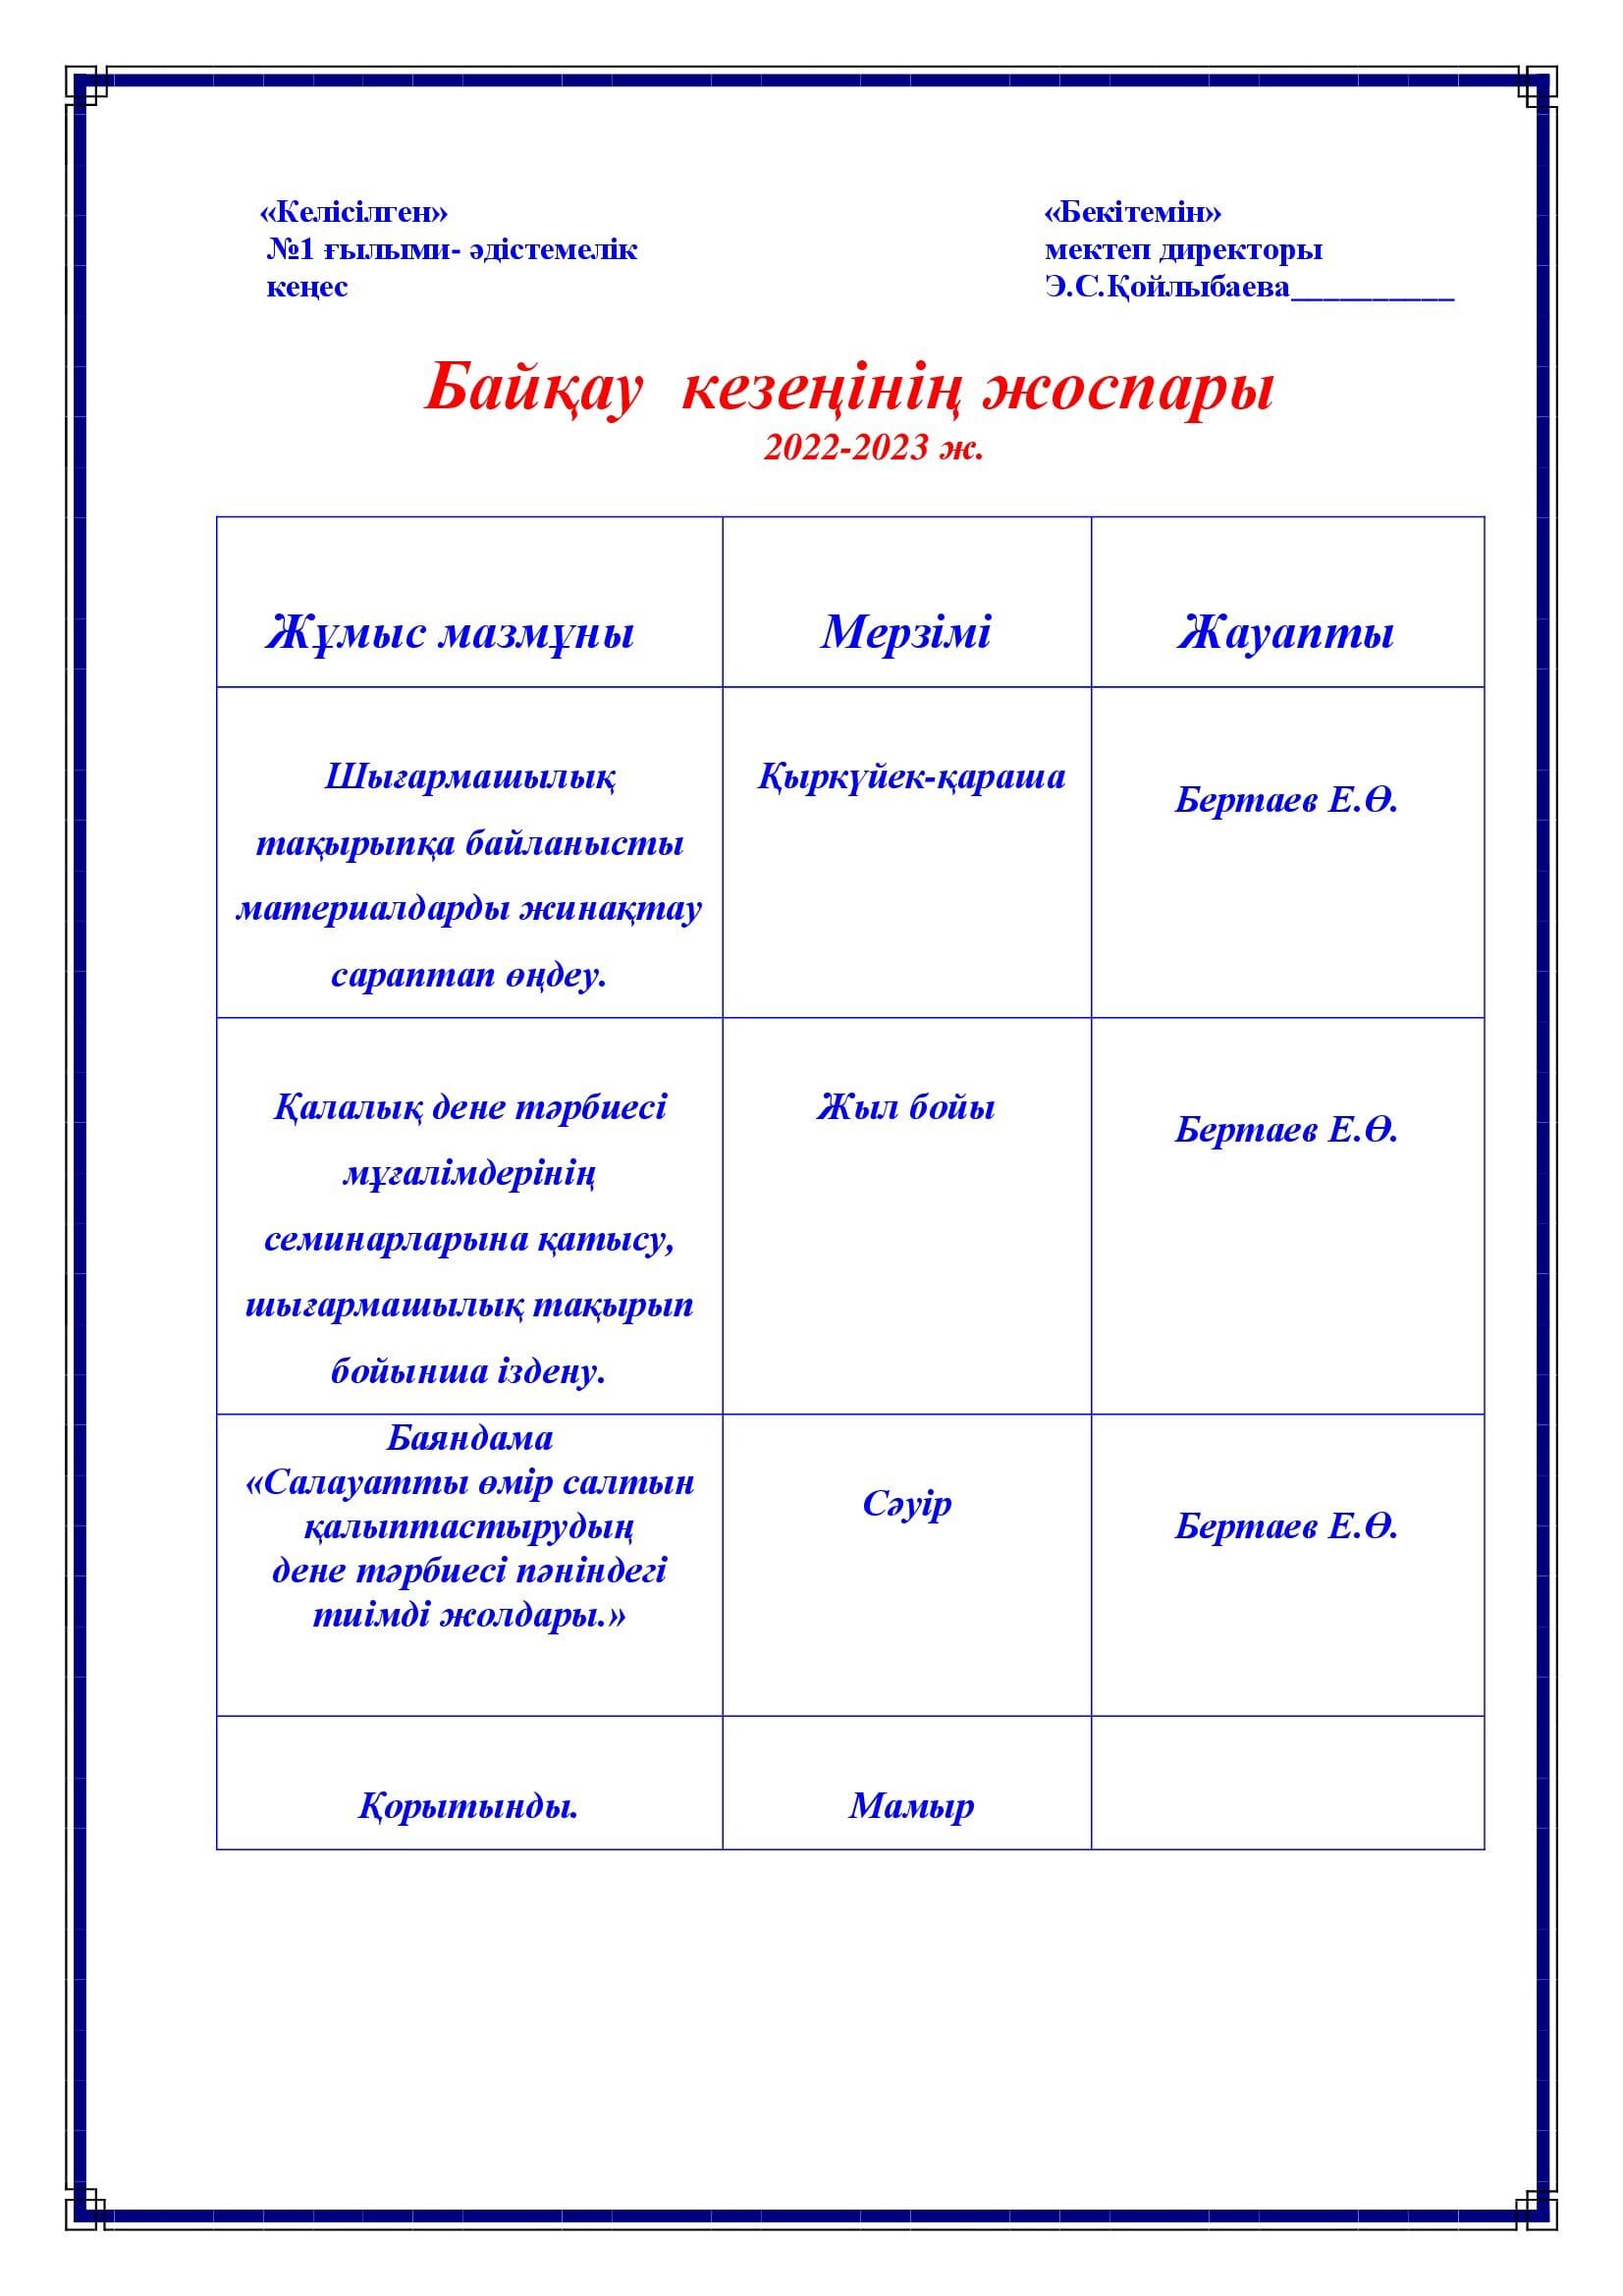 «Келісілген»
№1 ғылыми- әдістемелік
кеңес
«Бекітемін»
мектеп директоры
Э.С.Қойлыбаева__________
Байқау кезеңінің жоспары
2022-2023 ж.
Жұмыс мазмұны
Мерзімі
Жауапты
Шығармашылық
тақырыпқа байланысты
материалдарды жинақтау
сараптап өңдеу.
Қыркүйек-қараша
Бертаев Е.Ө.
Қалалық дене тәрбиесі
мұғалімдерінің
семинарларына қатысу,
шығармашылық тақырып
бойынша іздену.
Жыл бойы
Бертаев Е.Ө.
Баяндама
«Салауатты өмір салтын
қалыптастырудың
дене тәрбиесі пәніндегі
тиімді жолдары.»
Сәуір
Бертаев Е.Ө.
Қорытынды.
Мамыр